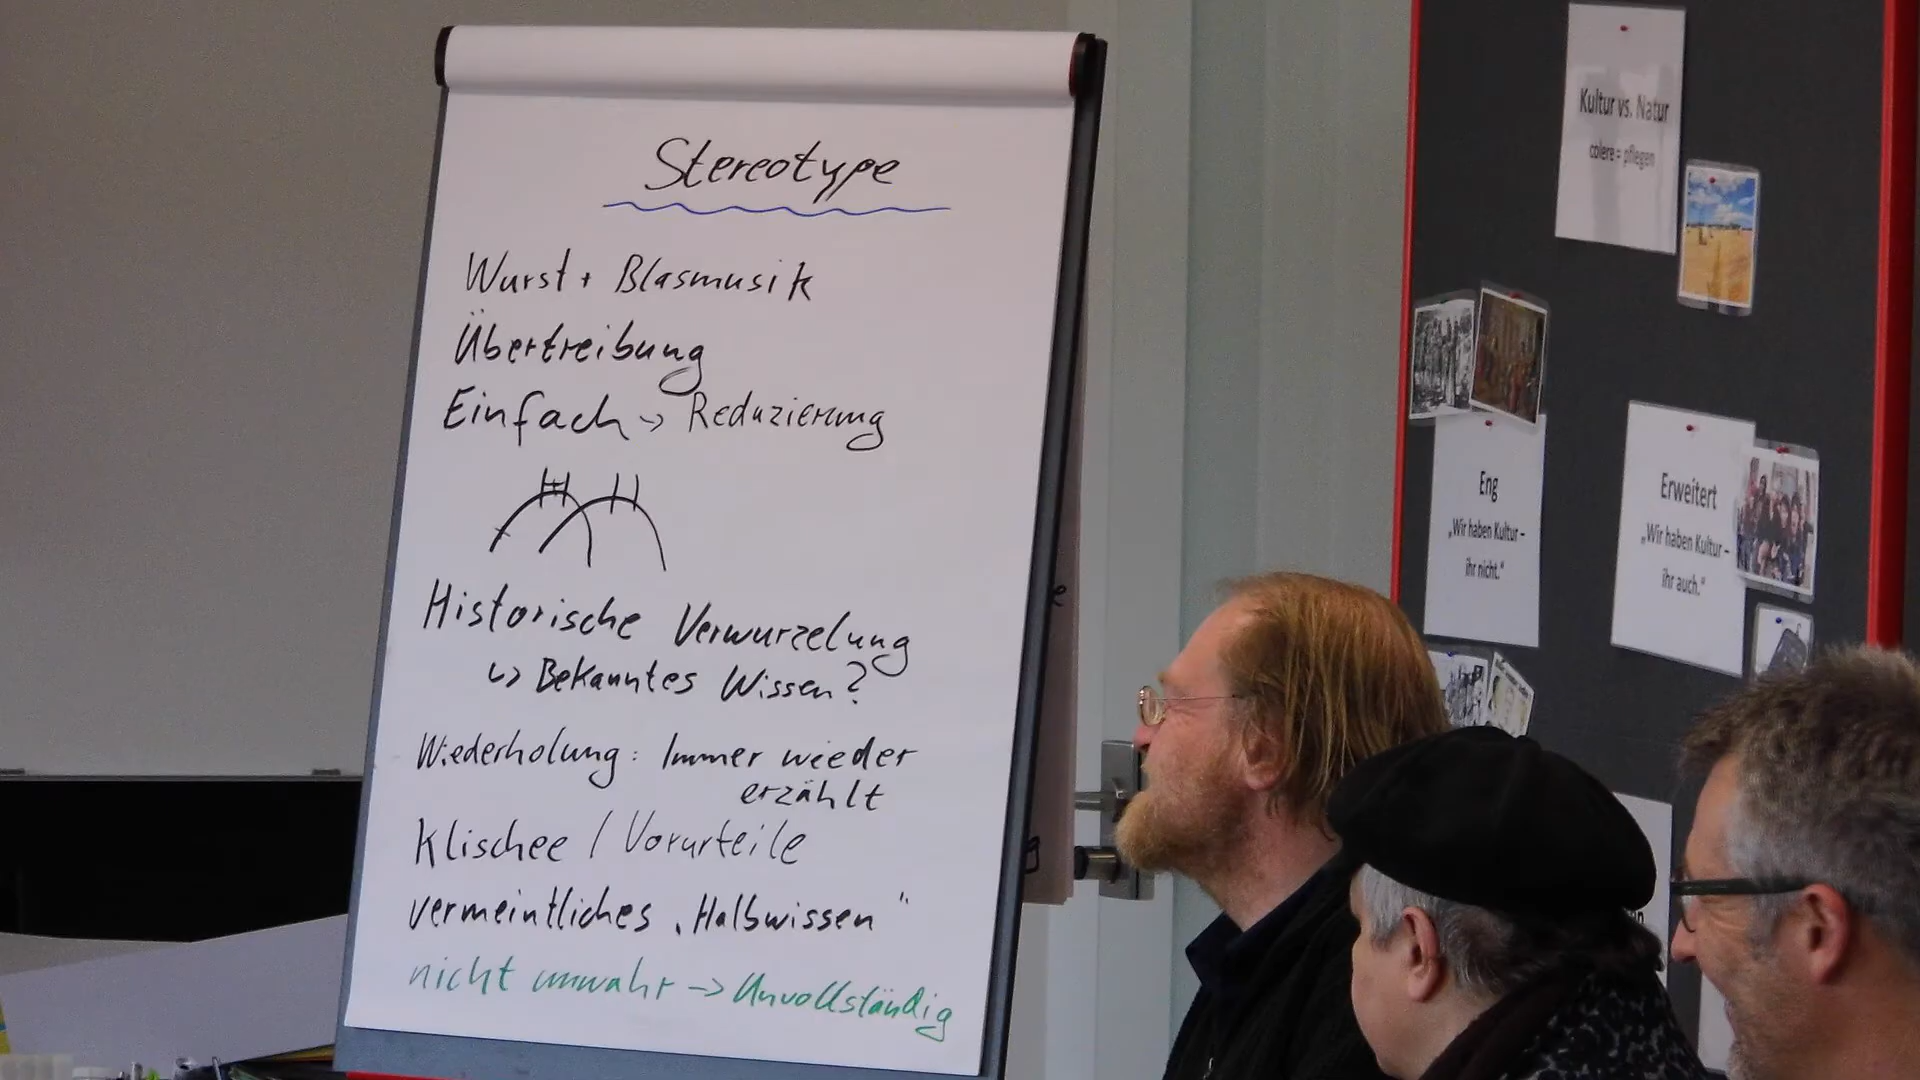 Stereotype
Wurst + Blasmusik
Übertreibung
Einfach -> Reduzierung
Historische Verwurzelung
↳ Bekanntes Wissen?
Wiederholung: Immer wieder
erzählt
Klischee / Vorurteile
vermeintliches „Halbwissen"
nicht unwahr -> Unvollständig
Kultur vs. Natur
colere = pflegen
Eng
„Wir haben Kultur –
ihr nicht.“
Erweitert
„Wir haben Kultur –
ihr auch.“